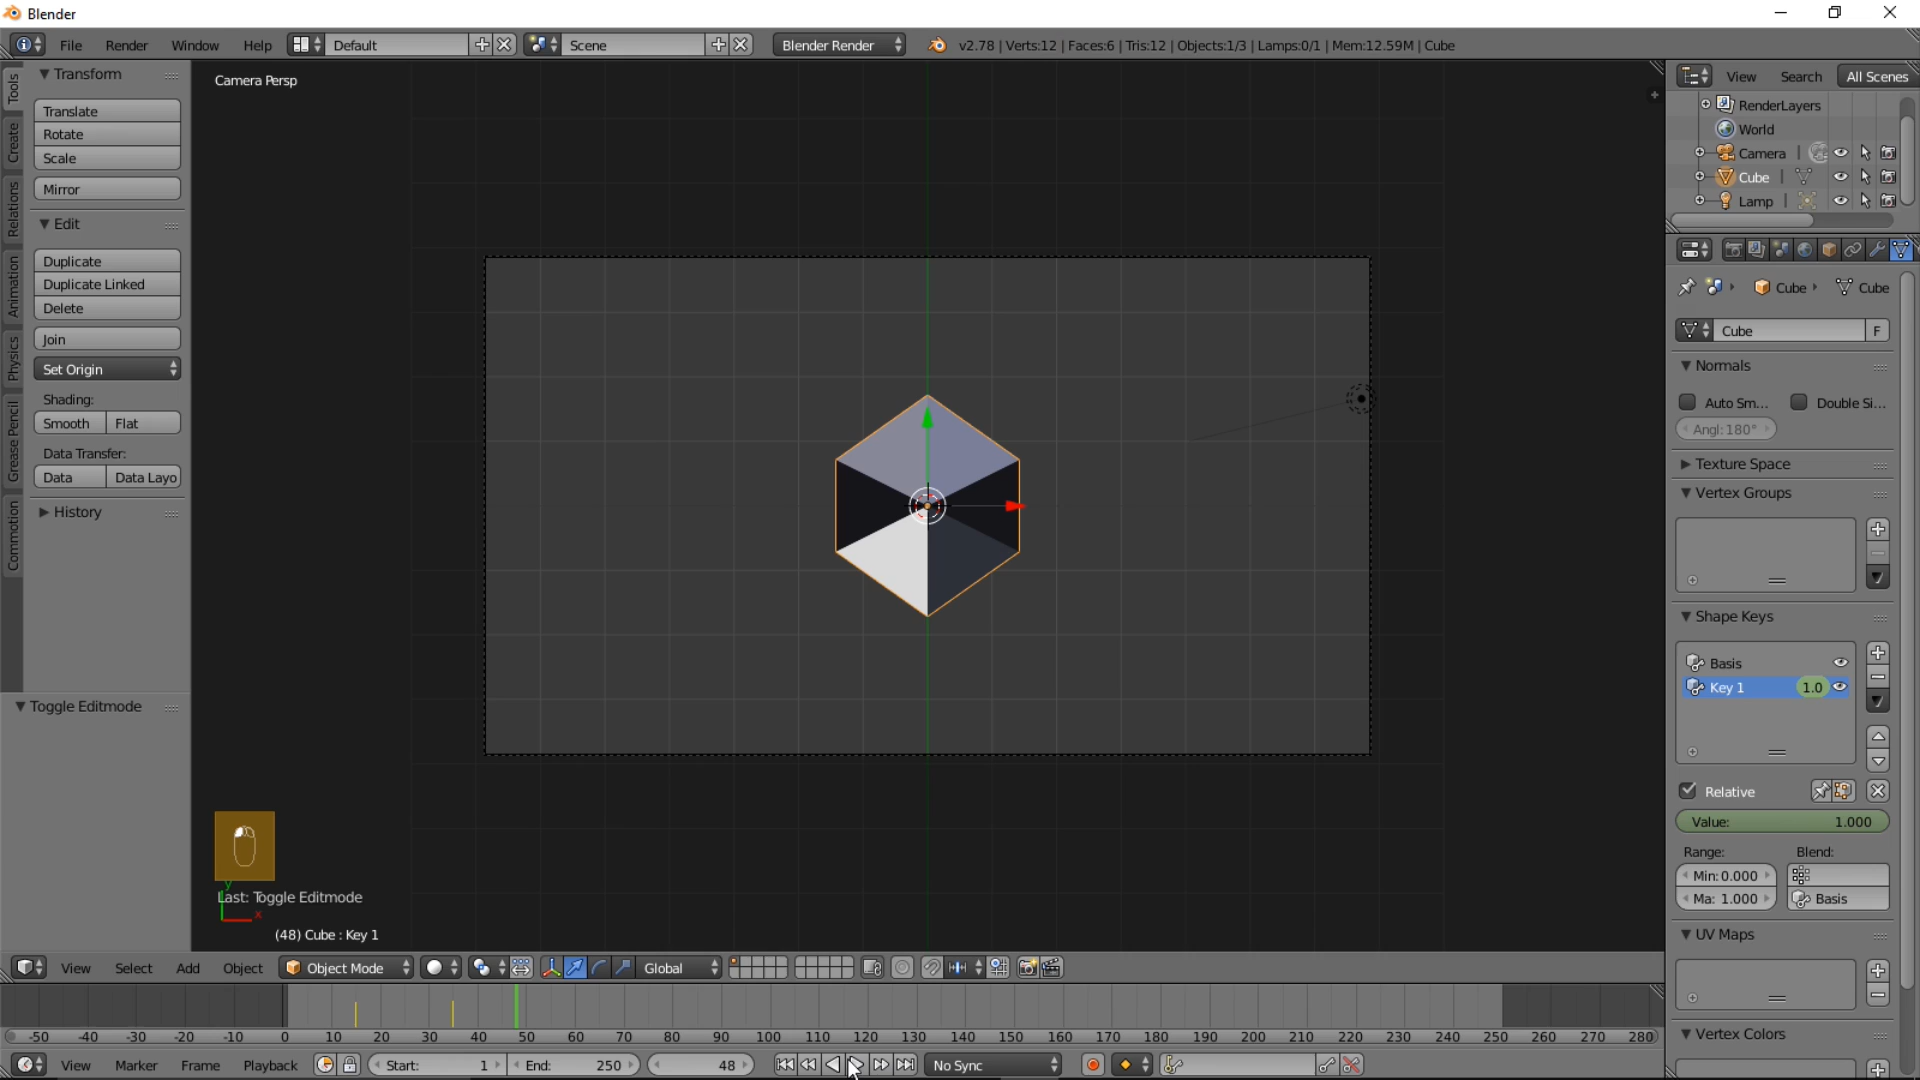 Blender
File Render Window Help Default Scene Blender Render v2.78 | Verts:12 | Faces:6 | Tris:12 | Objects:1/3 | Lamps:0/1 | Mem:12.59M | Cube
Camera Persp
Tools
Create
Relations
Animation
Physics
Grease Pencil
Commotion
Transform
Translate
Rotate
Scale
Mirror
Edit
Duplicate
Duplicate Linked
Delete
Join
Set Origin
Shading:
Smooth Flat
Data Transfer:
Data Data Layo
History
Toggle Editmode
y
x
Last: Toggle Editmode
(48) Cube : Key 1
View Search All Scenes
RenderLayers
World
Camera
Cube
Lamp
Cube Cube
Cube F
Normals
Auto Sm... Double Si...
Angl: 180°
Texture Space
Vertex Groups
Shape Keys
Basis
Key 1 1.0
Relative
Value: 1.000
Range: Blend:
Min: 0.000
Ma: 1.000 Basis
UV Maps
Vertex Colors
View Select Add Object Object Mode Global
-50 -40 -30 -20 -10 0 10 20 30 40 50 60 70 80 90 100 110 120 130 140 150 160 170 180 190 200 210 220 230 240 250 260 270 280
View Marker Frame Playback Start: 1 End: 250 48 No Sync